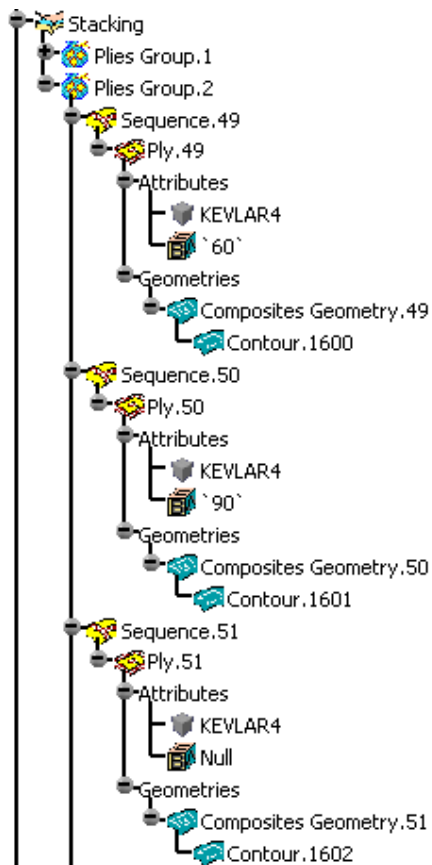 Stacking
Plies Group.1
Plies Group.2
Sequence.49
Ply.49
Attributes
KEVLAR4
`60`
Geometries
Composites Geometry.49
Contour.1600
Sequence.50
Ply.50
Attributes
KEVLAR4
`90`
Geometries
Composites Geometry.50
Contour.1601
Sequence.51
Ply.51
Attributes
KEVLAR4
Null
Geometries
Composites Geometry.51
Contour.1602